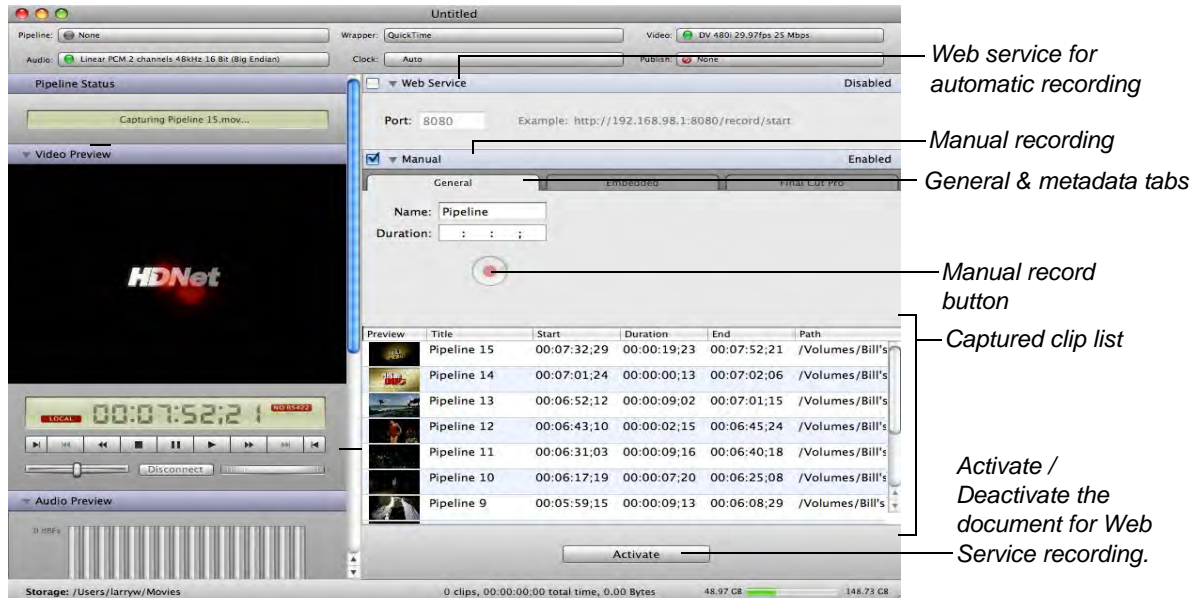 Untitled
Pipeline: None
Wrapper: QuickTime
Video: DV 480i 29.97fps 25 Mbps
Audio: Linear PCM 2 channels 48kHz 16 Bit (Big Endian)
Clock: Auto
Publish: None
Pipeline Status
Capturing Pipeline 15.mov...
Video Preview
HDNet
LOCAL 00:07:52;21 NO RS422
Disconnect
Audio Preview
0 dBFs
Web Service Disabled
Port: 8080 Example: http://192.168.98.1:8080/record/start
Manual Enabled
General Embedded Final Cut Pro
Name: Pipeline
Duration: : : ;
Preview Title Start Duration End Path
Pipeline 15 00:07:32;29 00:00:19;23 00:07:52;21 /Volumes/Bill's
Pipeline 14 00:07:01;24 00:00:00;13 00:07:02;06 /Volumes/Bill's
Pipeline 13 00:06:52;12 00:00:09;02 00:07:01;15 /Volumes/Bill's
Pipeline 12 00:06:43;10 00:00:02;15 00:06:45;24 /Volumes/Bill's
Pipeline 11 00:06:31;03 00:00:09;16 00:06:40;18 /Volumes/Bill's
Pipeline 10 00:06:17;19 00:00:07;20 00:06:25;08 /Volumes/Bill's
Pipeline 9 00:05:59;15 00:00:09;13 00:06:08;29 /Volumes/Bill's
Activate
Storage: /Users/larryw/Movies
0 clips, 00:00:00;00 total time, 0.00 Bytes
48.97 GB
148.73 GB
Web service for
automatic recording
Manual recording
General & metadata tabs
Manual record
button
Captured clip list
Activate /
Deactivate the
document for Web
Service recording.